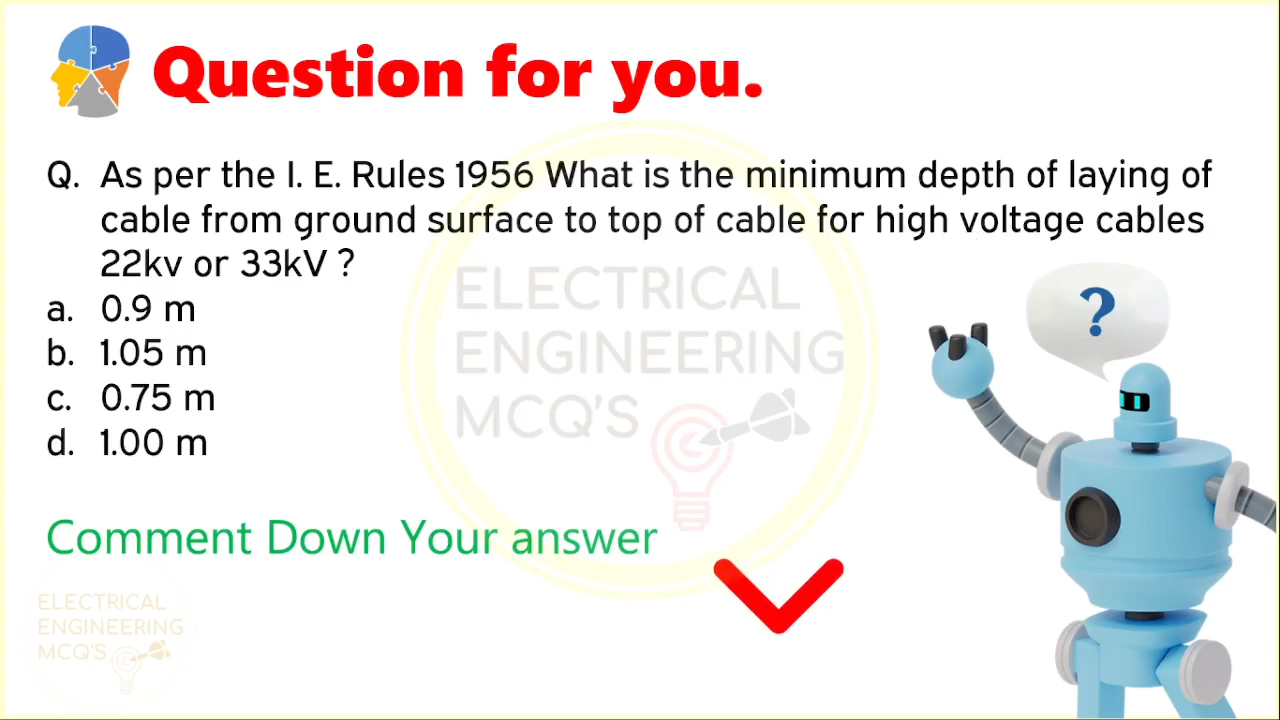 Question for you.
Q. As per the I. E. Rules 1956 What is the minimum depth of laying of
cable from ground surface to top of cable for high voltage cables
22kv or 33kV ?
a. 0.9 m
b. 1.05 m
c. 0.75 m
d. 1.00 m
?
ELECTRICAL
ENGINEERING
MCQ'S
Comment Down Your answer
ELECTRICAL
ENGINEERING
MCQ'S